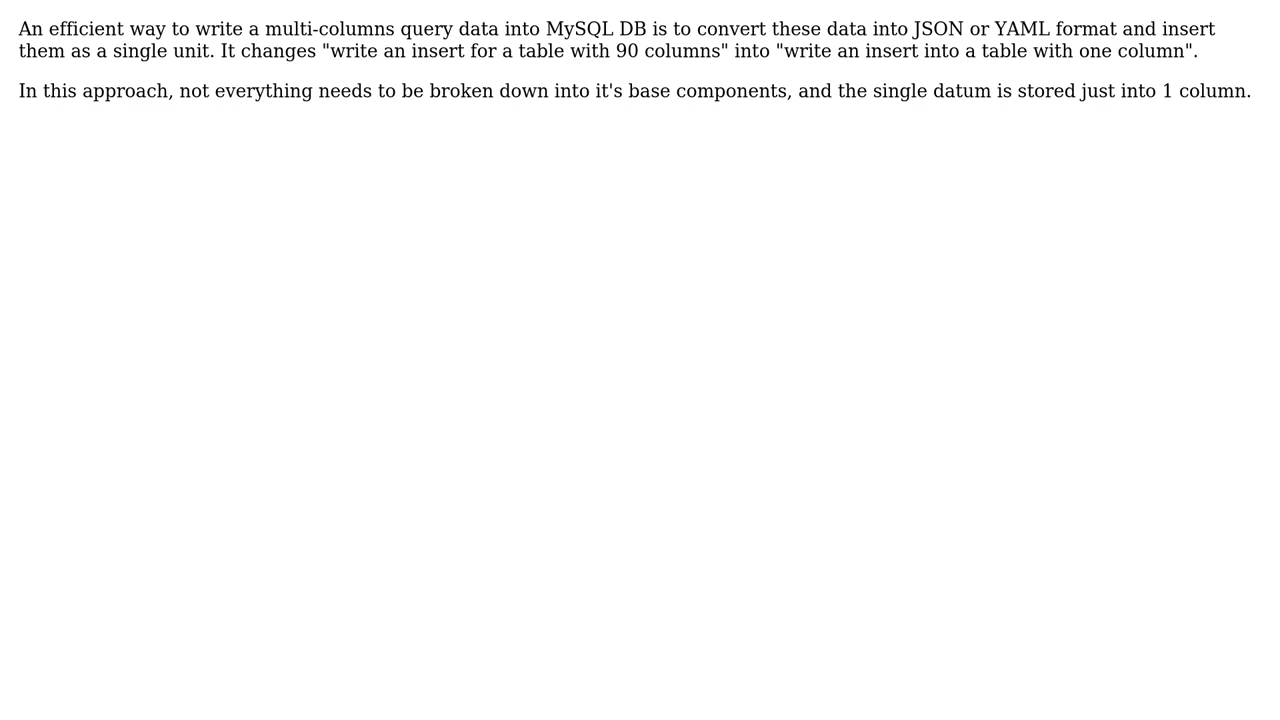 An efficient way to write a multi-columns query data into MySQL DB is to convert these data into JSON or YAML format and insert
them as a single unit. It changes "write an insert for a table with 90 columns" into "write an insert into a table with one column".
In this approach, not everything needs to be broken down into it's base components, and the single datum is stored just into 1 column.